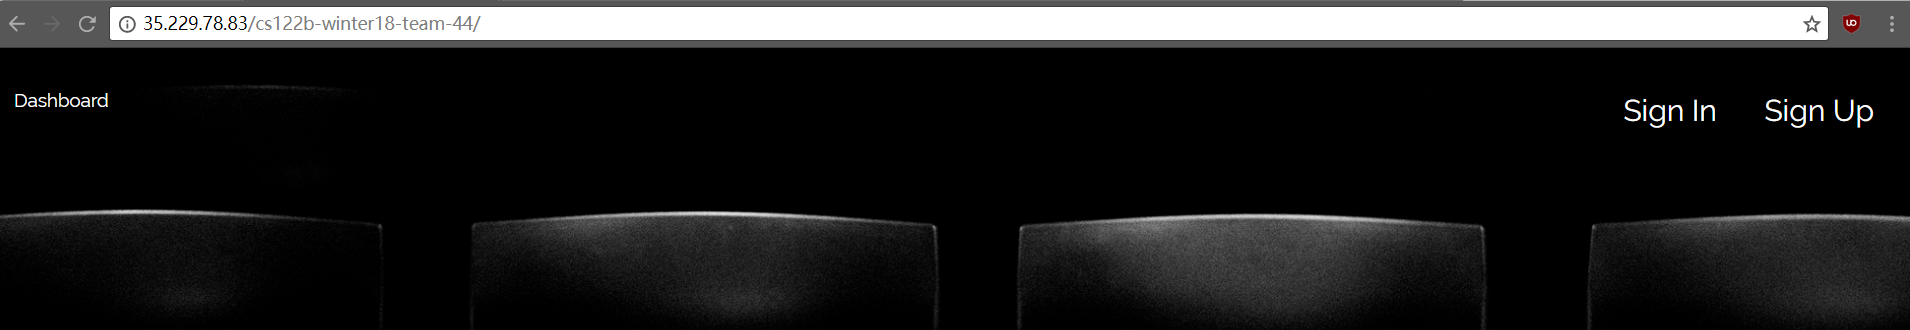 35.229.78.83/cs122b-winter18-team-44/
Dashboard
Sign In Sign Up